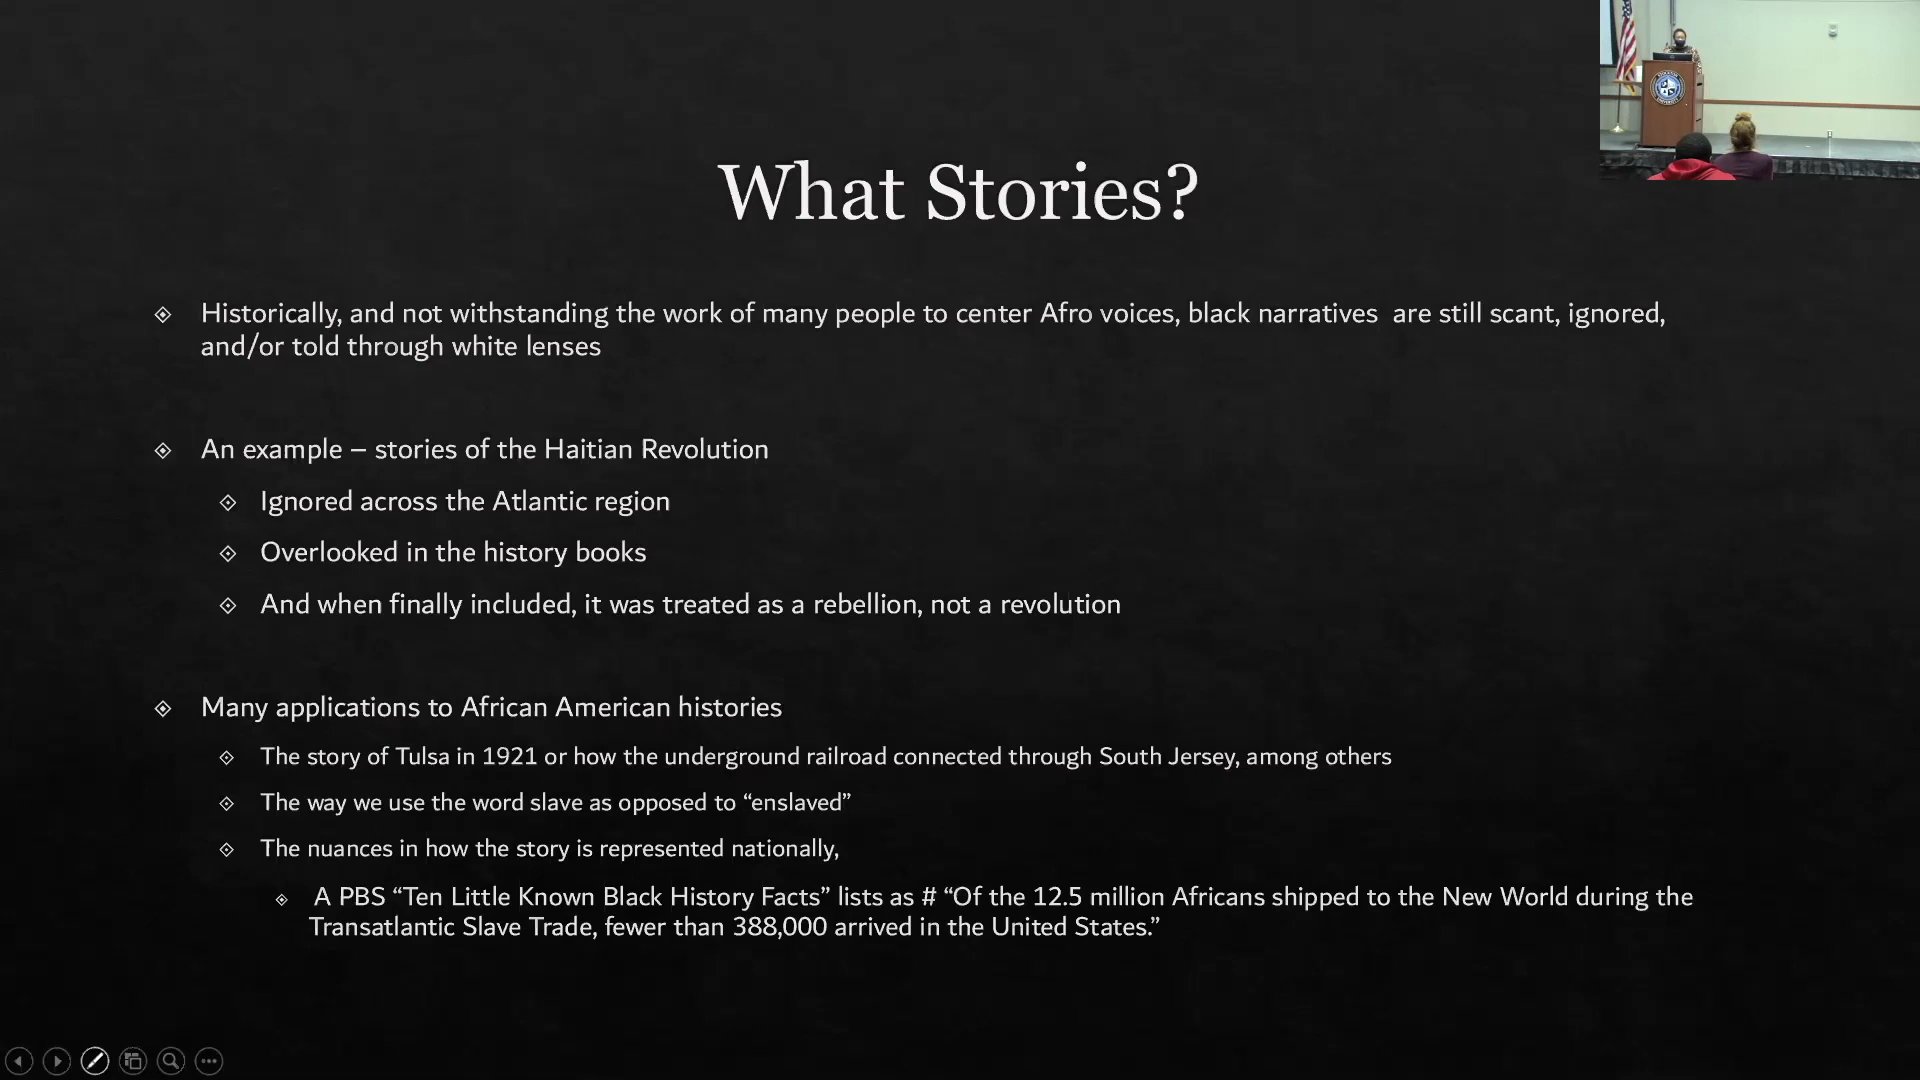 What Stories?
Historically, and not withstanding the work of many people to center Afro voices, black narratives  are still scant, ignored,
and/or told through white lenses
An example – stories of the Haitian Revolution
Ignored across the Atlantic region
Overlooked in the history books
And when finally included, it was treated as a rebellion, not a revolution
Many applications to African American histories
The story of Tulsa in 1921 or how the underground railroad connected through South Jersey, among others
The way we use the word slave as opposed to “enslaved”
The nuances in how the story is represented nationally,
A PBS “Ten Little Known Black History Facts” lists as # “Of the 12.5 million Africans shipped to the New World during the
Transatlantic Slave Trade, fewer than 388,000 arrived in the United States.”